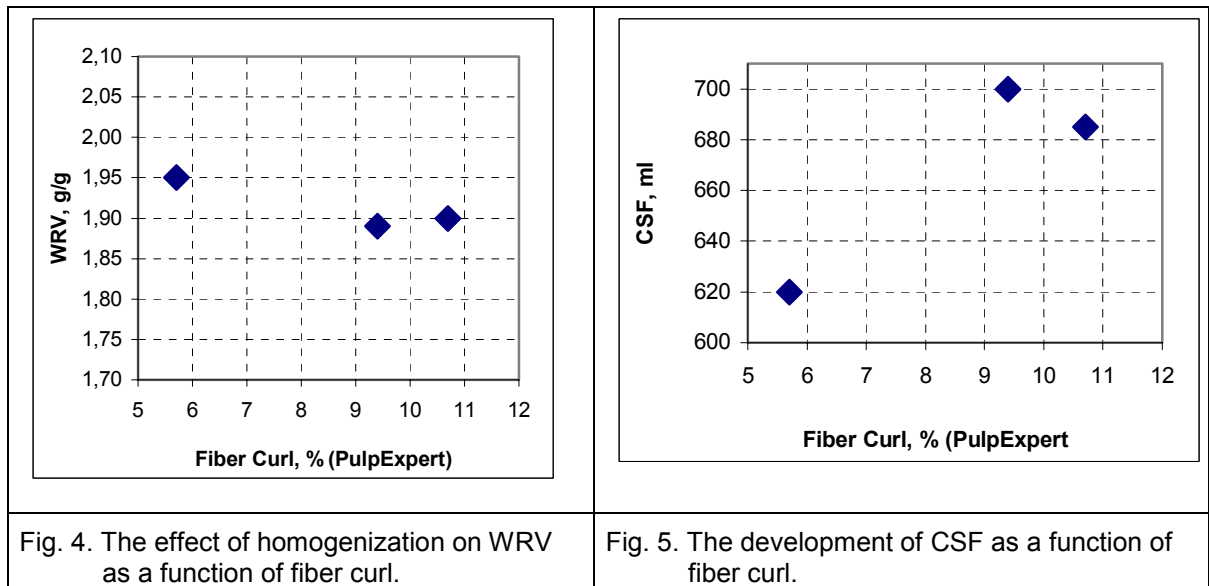 2,10
2,05
2,00
1,95
1,90
1,85
1,80
1,75
1,70
WRV, g/g
5 6 7 8 9 10 11 12
Fiber Curl, % (PulpExpert)
Fig. 4. The effect of homogenization on WRV
as a function of fiber curl.
700
680
660
640
620
600
CSF, ml
5 6 7 8 9 10 11 12
Fiber Curl, % (PulpExpert
Fig. 5. The development of CSF as a function of
fiber curl.